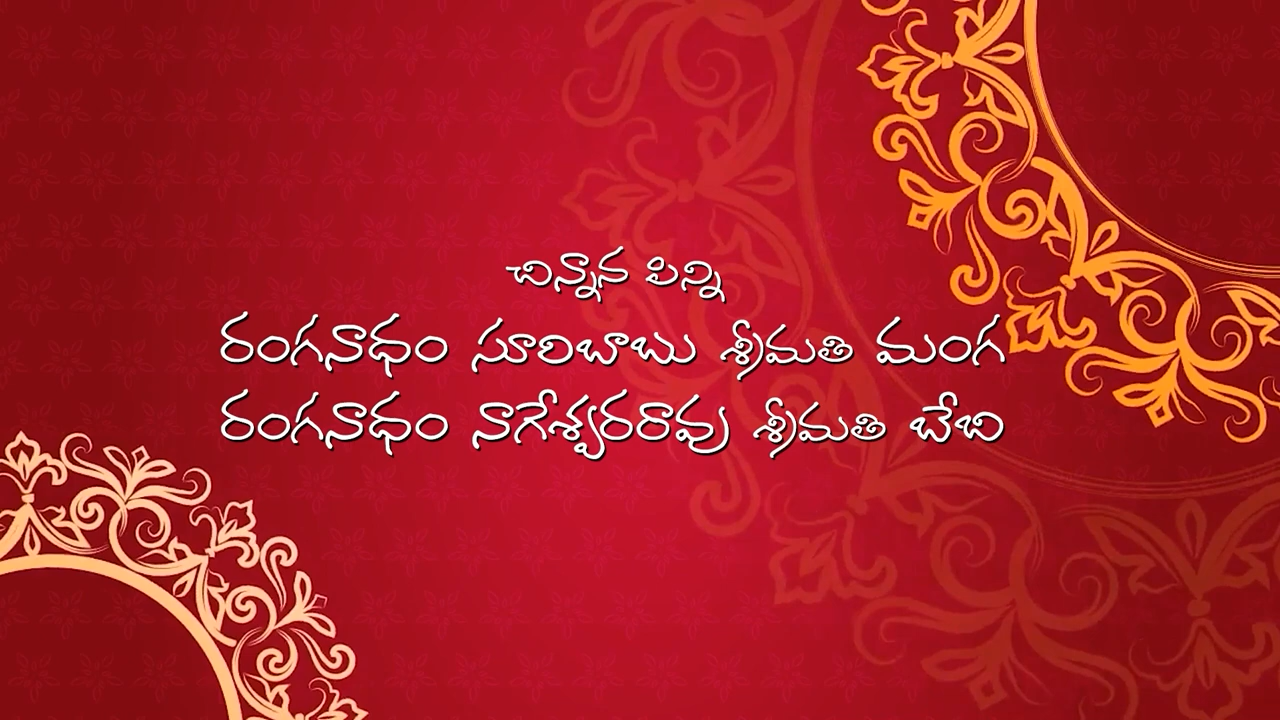 చిన్నాన పిన్ని
రంగనాధం సూరిబాబు శ్రీమతి మంగ
రంగనాధం నాగేశ్వరరావు శ్రీమతి బేబి